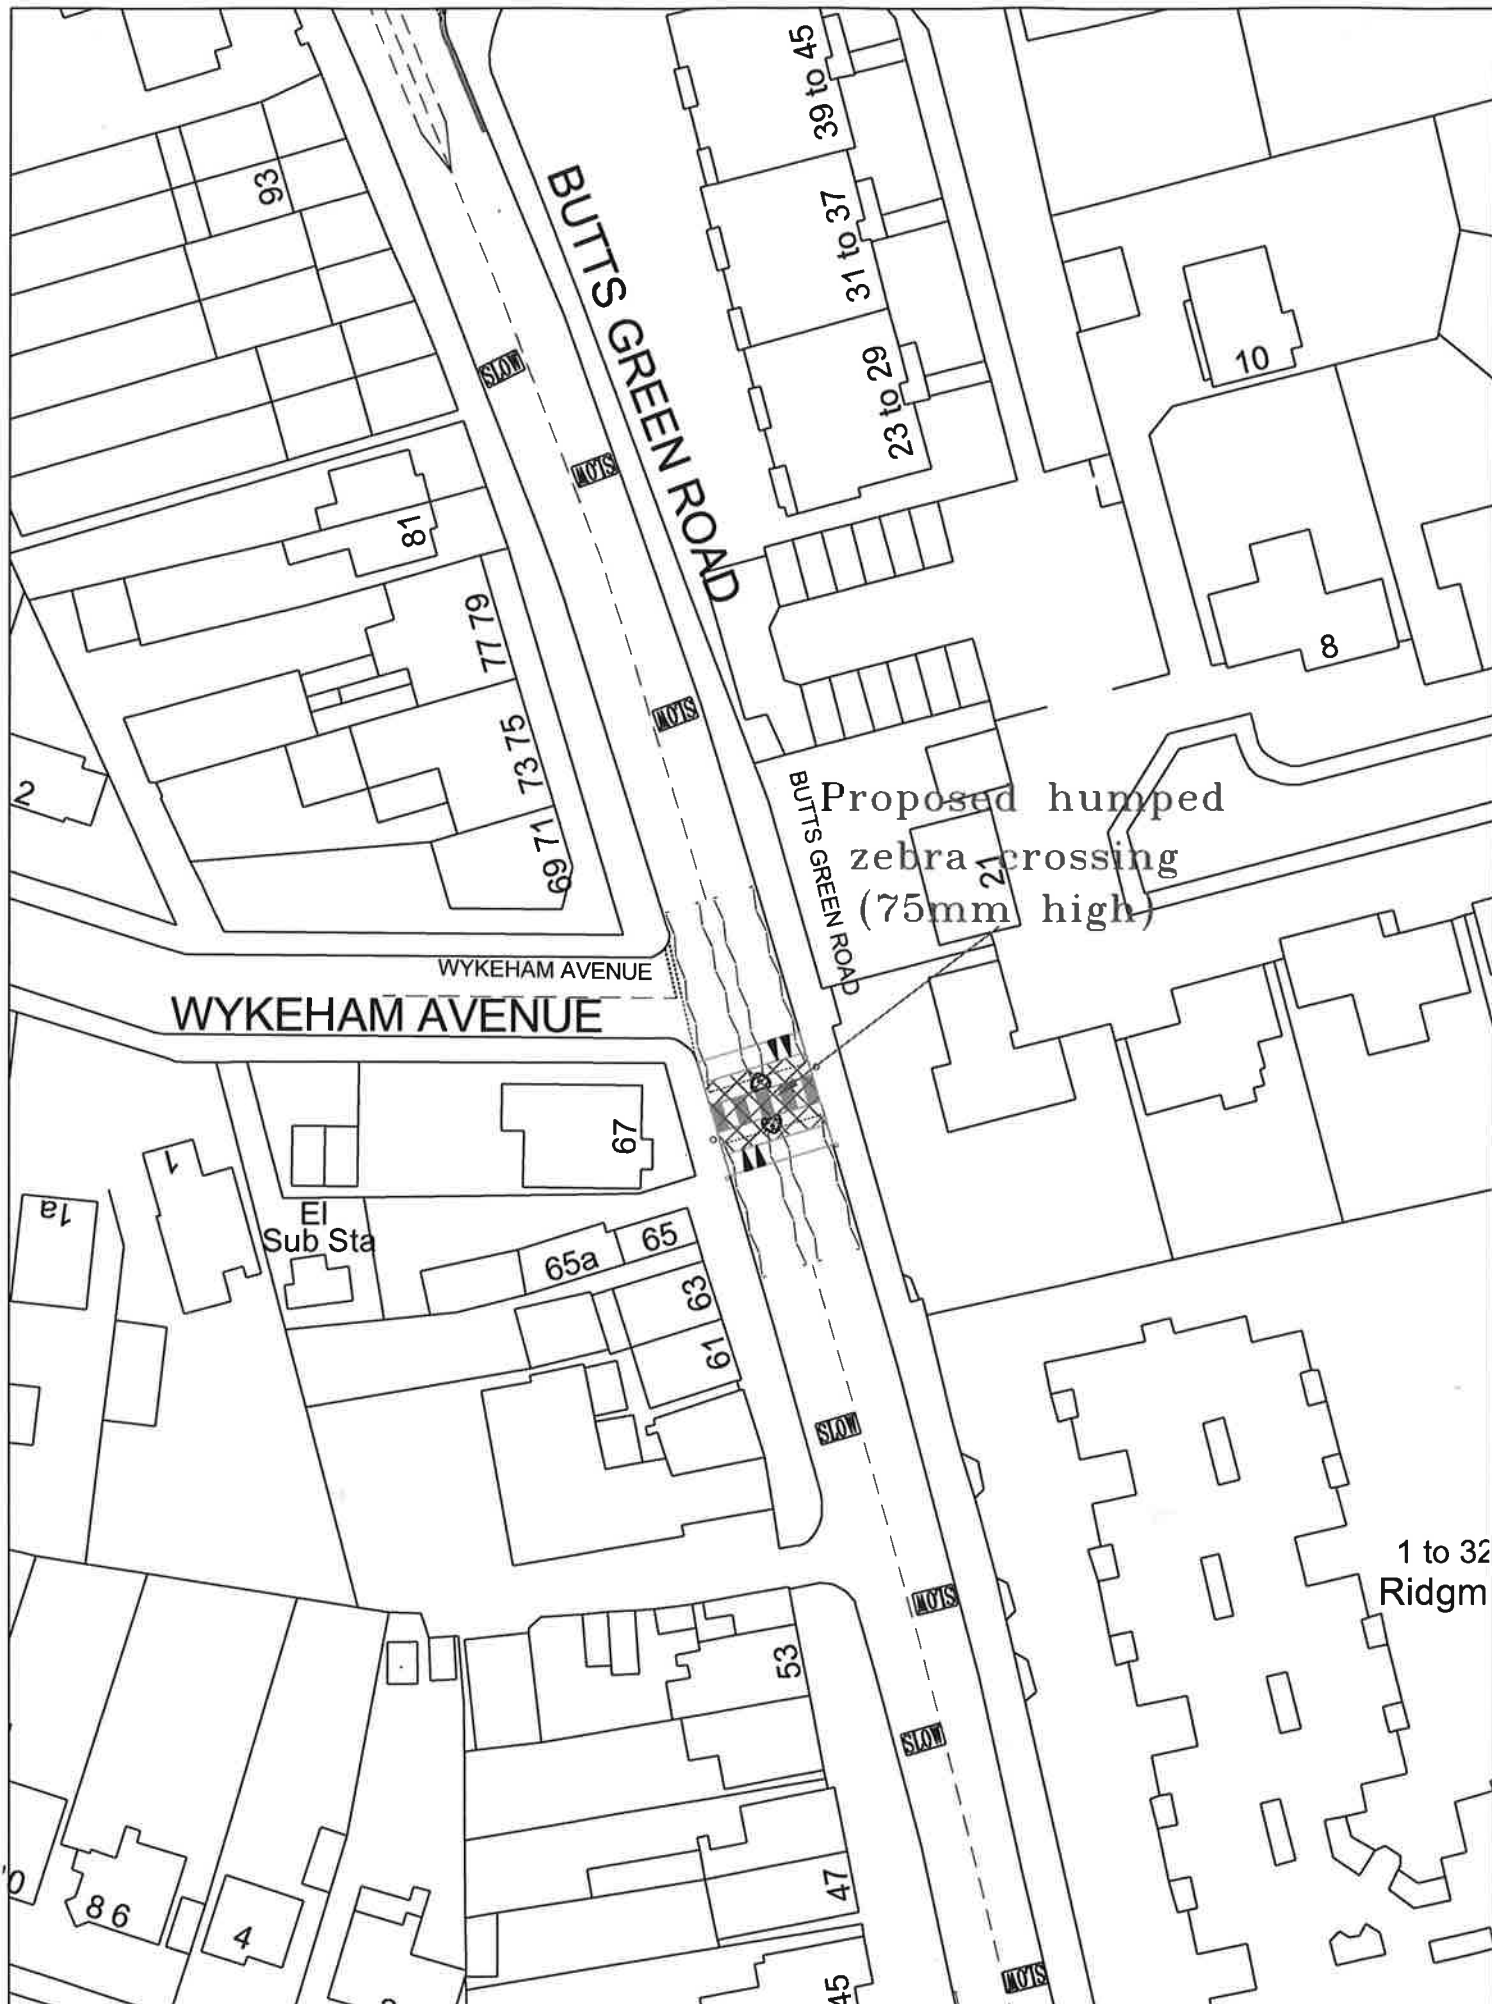 39 to 45
93
31 to 37
BUTTS GREEN ROAD
10
SLOW
23 to 29
SLOW
81
77 79
8
SLOW
73 75
2
BUTTS GREEN ROAD
Proposed humped
zebra crossing
(75mm high)
69 71
21
WYKEHAM AVENUE
WYKEHAM AVENUE
67
1
1a
El
Sub Sta
65
65a
63
61
SLOW
1 to 32
Ridgm
SLOW
53
SLOW
47
8 6
4
45
SLOW